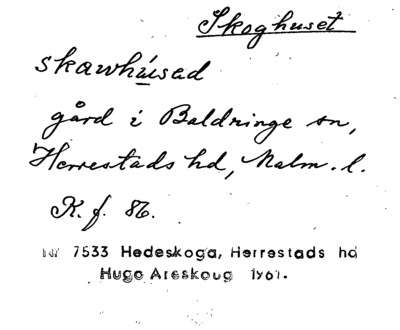 Skoghuset
skawhúsad
gård i Baldringe sn,
Herrestads hd, Malm. l.
K. f. 86.
Nr 7533 Hedeskoga, Herrestads hd
Hugo Areskoug 1961.